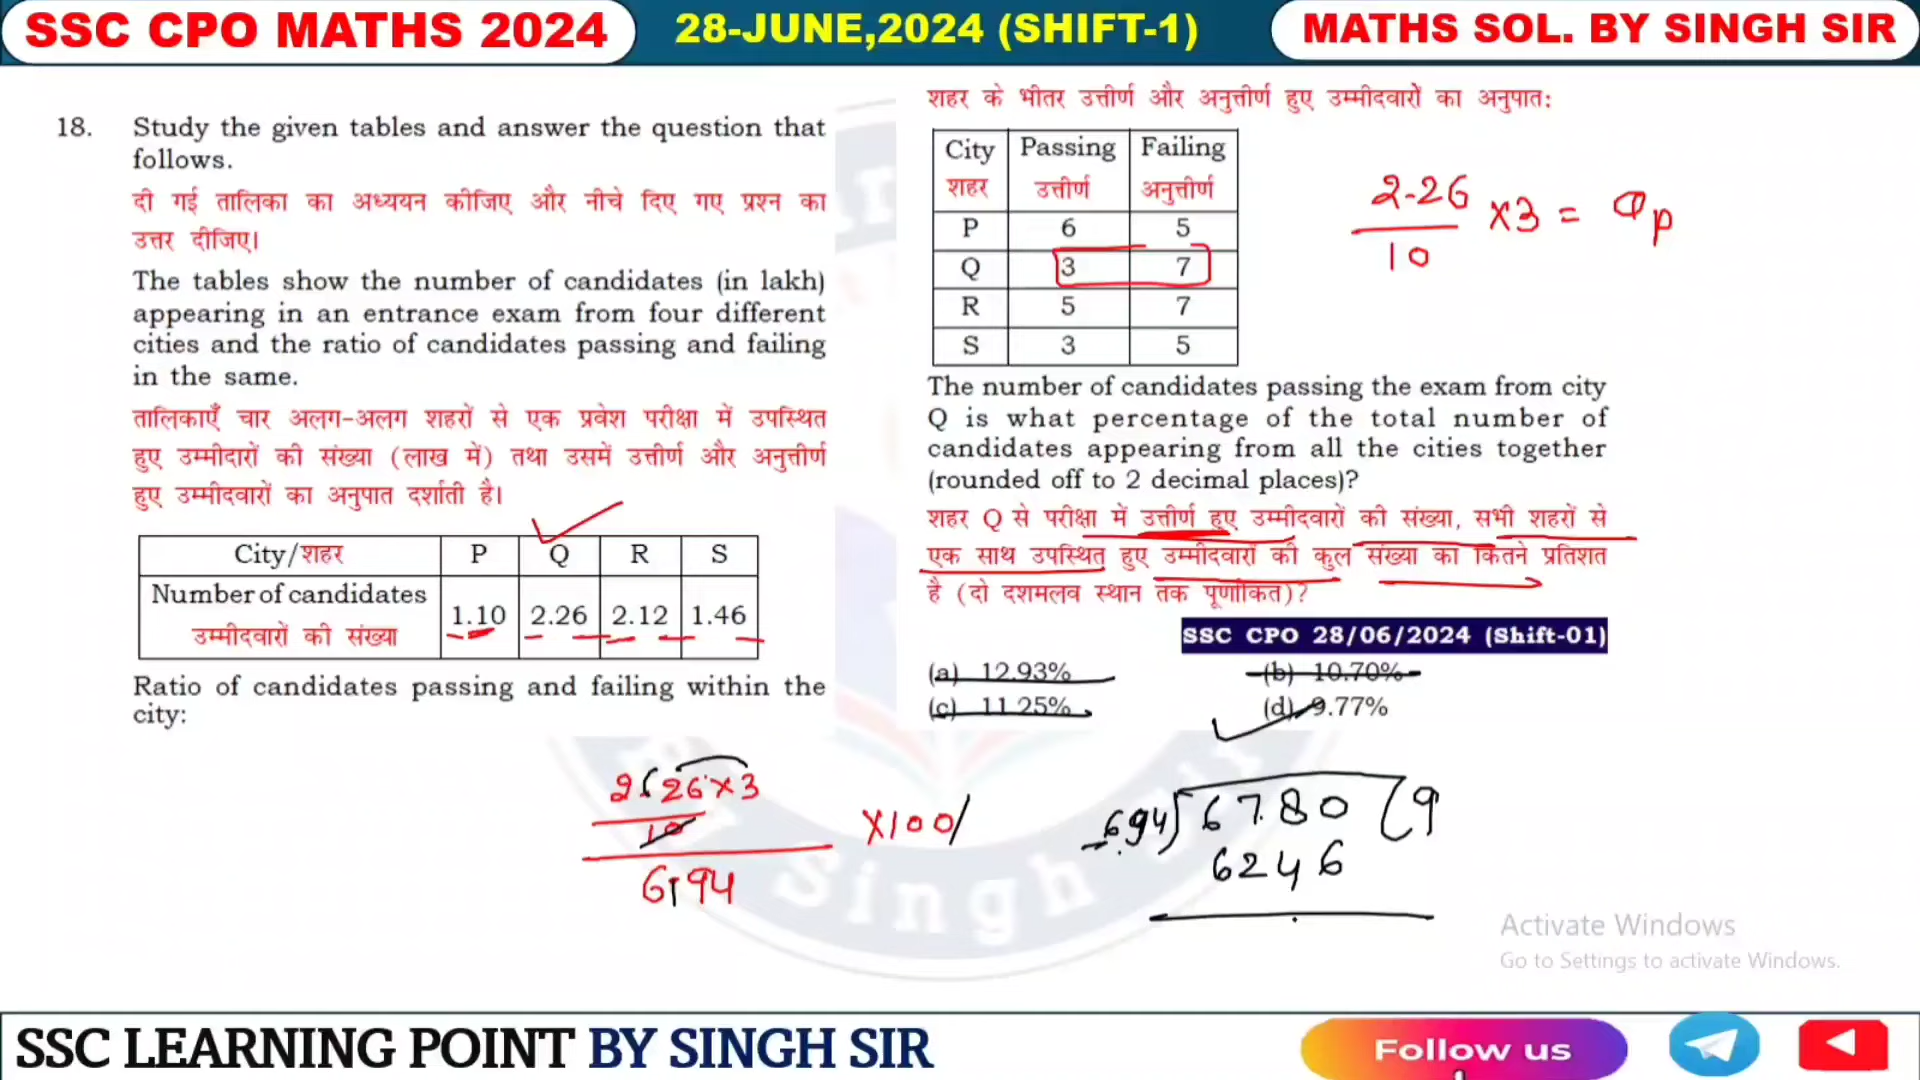 SSC CPO MATHS 2024
28-JUNE,2024 (SHIFT-1)
MATHS SOL. BY SINGH SIR
18. Study the given tables and answer the question that
follows.
दी गई तालिका का अध्ययन कीजिए और नीचे दिए गए प्रश्न का
उत्तर दीजिए।
The tables show the number of candidates (in lakh)
appearing in an entrance exam from four different
cities and the ratio of candidates passing and failing
in the same.
तालिकाएँ चार अलग-अलग शहरों से एक प्रवेश परीक्षा में उपस्थित
हुए उम्मीदारों की संख्या (लाख में) तथा उसमें उत्तीर्ण और अनुत्तीर्ण
हुए उम्मीदवारों का अनुपात दर्शाती है।
City/शहर P Q R S
Number of candidates
उम्मीदवारों की संख्या 1.10 2.26 2.12 1.46
Ratio of candidates passing and failing within the
city:
2.26×3
10
6.94
×100/
शहर के भीतर उत्तीर्ण और अनुत्तीर्ण हुए उम्मीदवारों का अनुपात:
City Passing Failing
शहर उत्तीर्ण अनुत्तीर्ण
P 6 5
Q 3 7
R 5 7
S 3 5
2.26
10
×3 =
The number of candidates passing the exam from city
Q is what percentage of the total number of
candidates appearing from all the cities together
(rounded off to 2 decimal places)?
शहर Q से परीक्षा में उत्तीर्ण हुए उम्मीदवारों की संख्या, सभी शहरों से
एक साथ उपस्थित हुए उम्मीदवारों की कुल संख्या का कितने प्रतिशत
है (दो दशमलव स्थान तक पूर्णांकित)?
SSC CPO 28/06/2024 (Shift-01)
(a) 12.93% (b) 10.70%
(c) 11.25% (d) 9.77%
694) 6780 (9
6246
Singh
Activate Windows
Go to Settings to activate Windows.
SSC LEARNING POINT BY SINGH SIR
Follow us